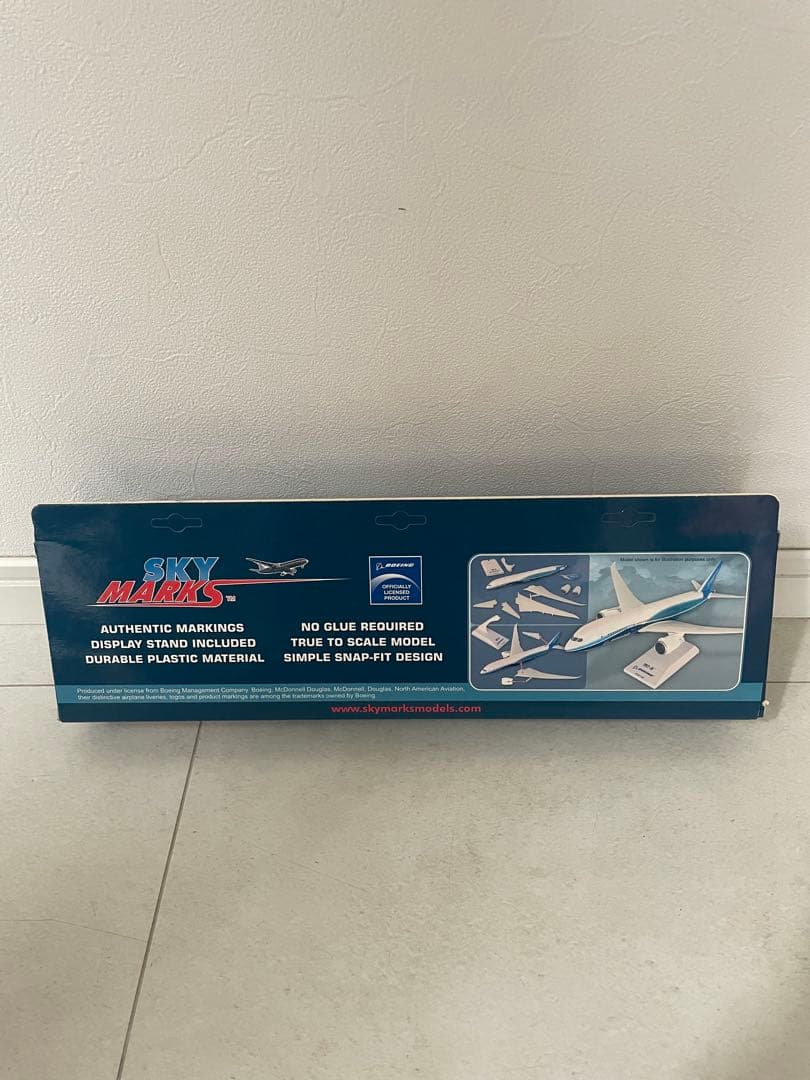 SKY
MARKS™
BOEING
OFFICIALLY
LICENSED
PRODUCT
AUTHENTIC MARKINGS
DISPLAY STAND INCLUDED
DURABLE PLASTIC MATERIAL
NO GLUE REQUIRED
TRUE TO SCALE MODEL
SIMPLE SNAP-FIT DESIGN
Model shown is for illustration purposes only.
Produced under license from Boeing Management Company. Boeing, McDonnell Douglas, McDonnell, Douglas, North American Aviation,
their distinctive airplane liveries, logos and product markings are among the trademarks owned by Boeing.
www.skymarksmodels.com